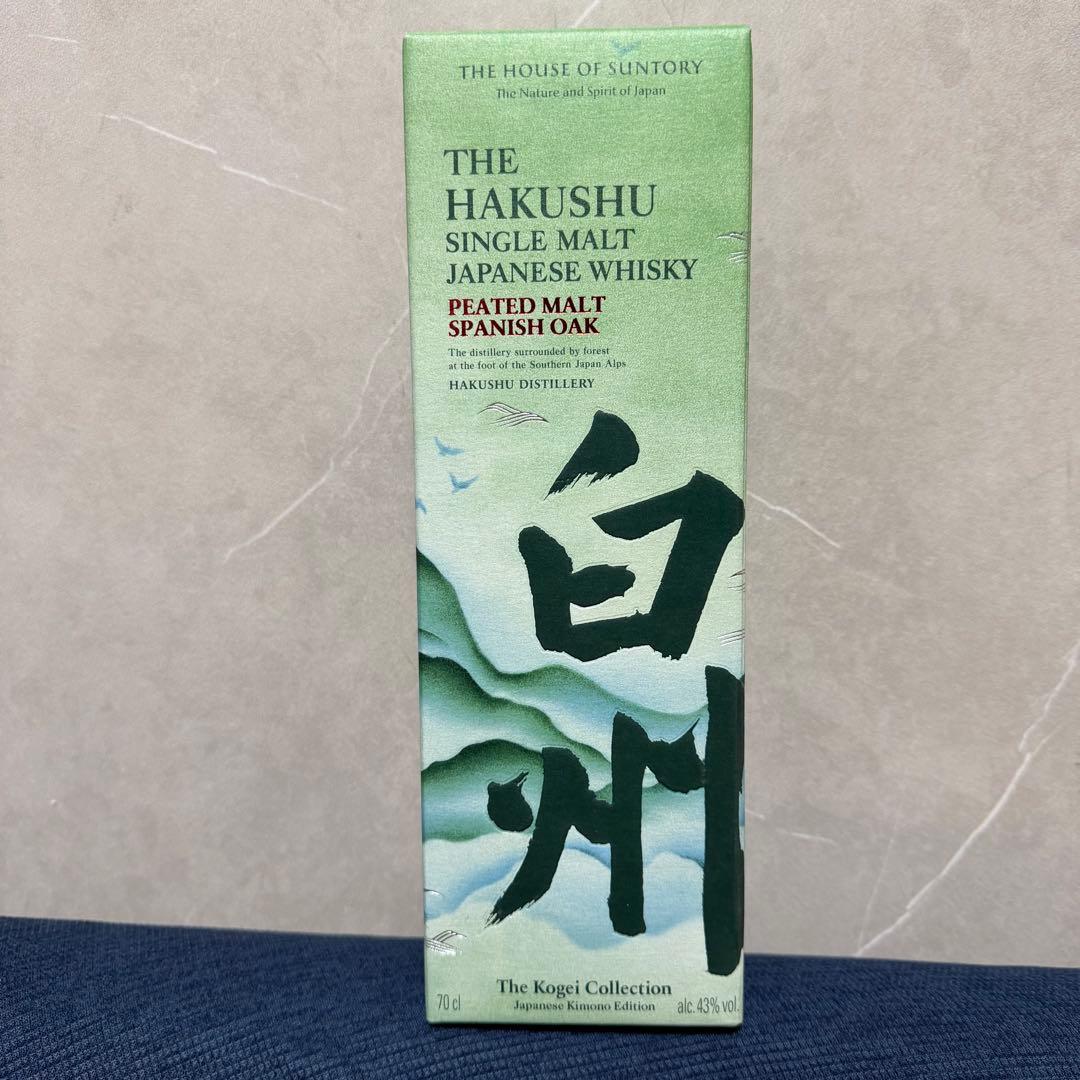 THE HOUSE OF SUNTORY
The Nature and Spirit of Japan
THE
HAKUSHU
SINGLE MALT
JAPANESE WHISKY
PEATED MALT
SPANISH OAK
The distillery surrounded by forest
at the foot of the Southern Japan Alps
HAKUSHU DISTILLERY
白州
The Kogei Collection
Japanese Kimono Edition
70 cl
alc. 43% vol.